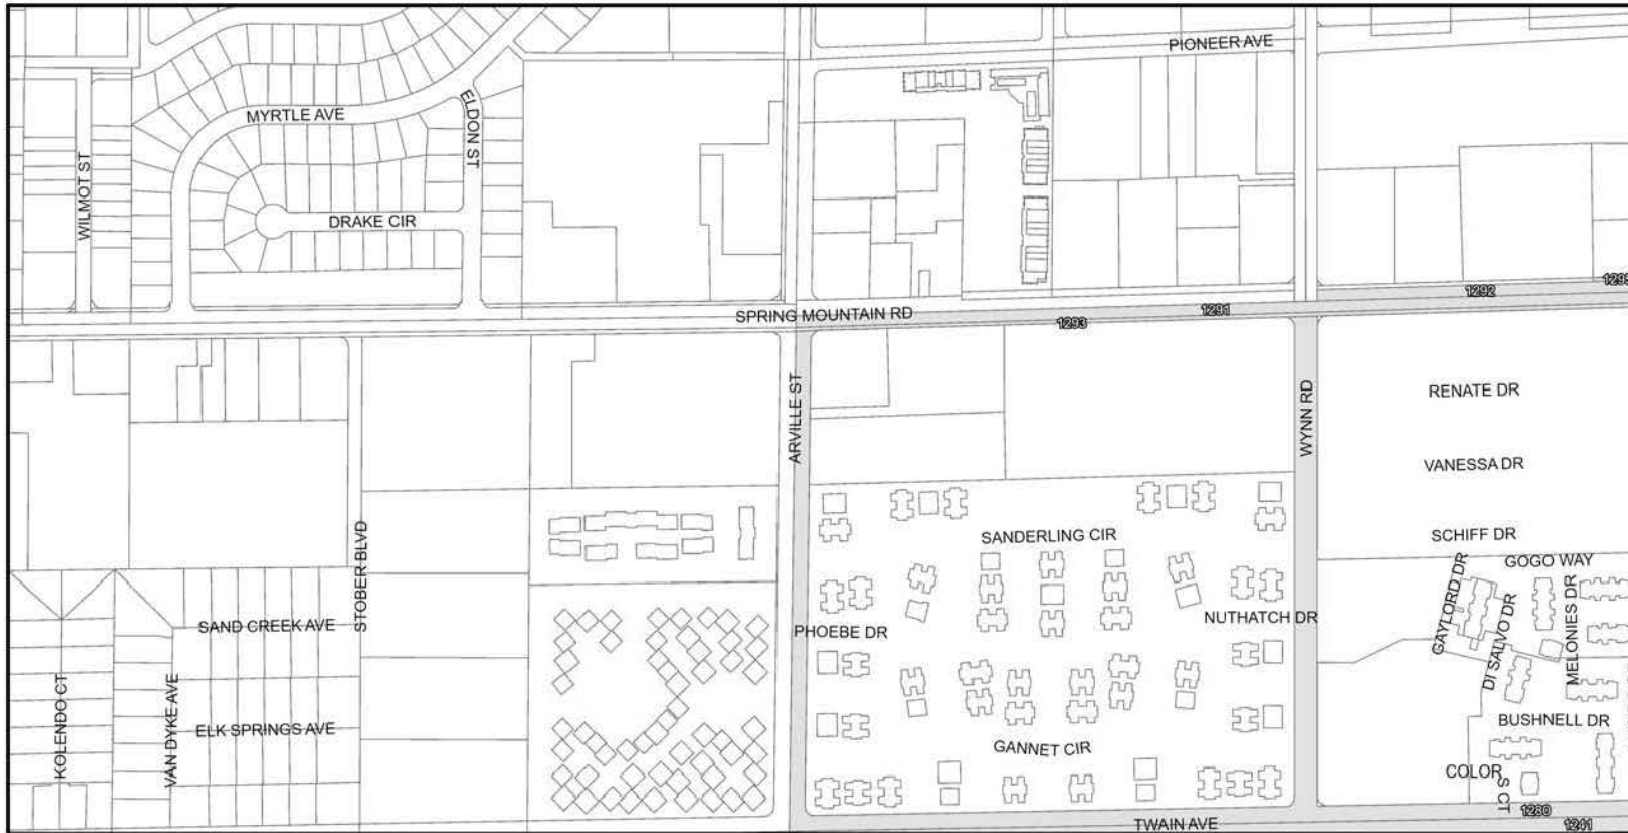 PIONEER AVE
MYRTLE AVE
ELDON ST
WILMOT ST
DRAKE CIR
1292
SPRING MOUNTAIN RD
1291
1293
RENATE DR
ARVILLE ST
WYNN RD
VANESSA DR
SANDERLING CIR
SCHIFF DR
GOGO WAY
STOBER BLVD
GAYLORD DR
MELONIES DR
SAND CREEK AVE
PHOEBE DR
NUTHATCH DR
DI SALVO DR
KOLENDO CT
VAN DYKE AVE
ELK SPRINGS AVE
BUSHNELL DR
GANNET CIR
COLOR
S CT
1280
TWAIN AVE
1241